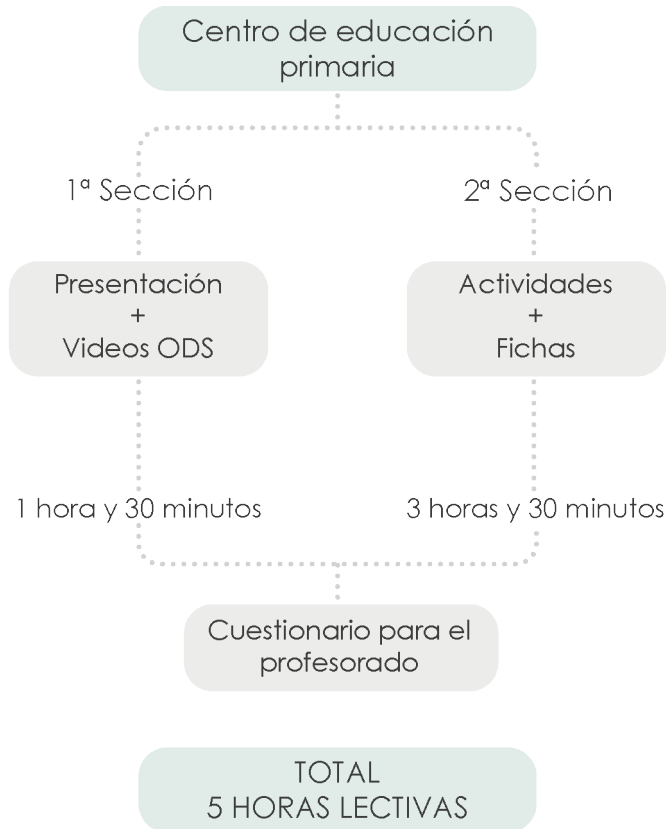 Centro de educación
primaria
1ª Sección
2ª Sección
Presentación
+
Videos ODS
Actividades
+
Fichas
1 hora y 30 minutos
3 horas y 30 minutos
Cuestionario para el
profesorado
TOTAL
5 HORAS LECTIVAS